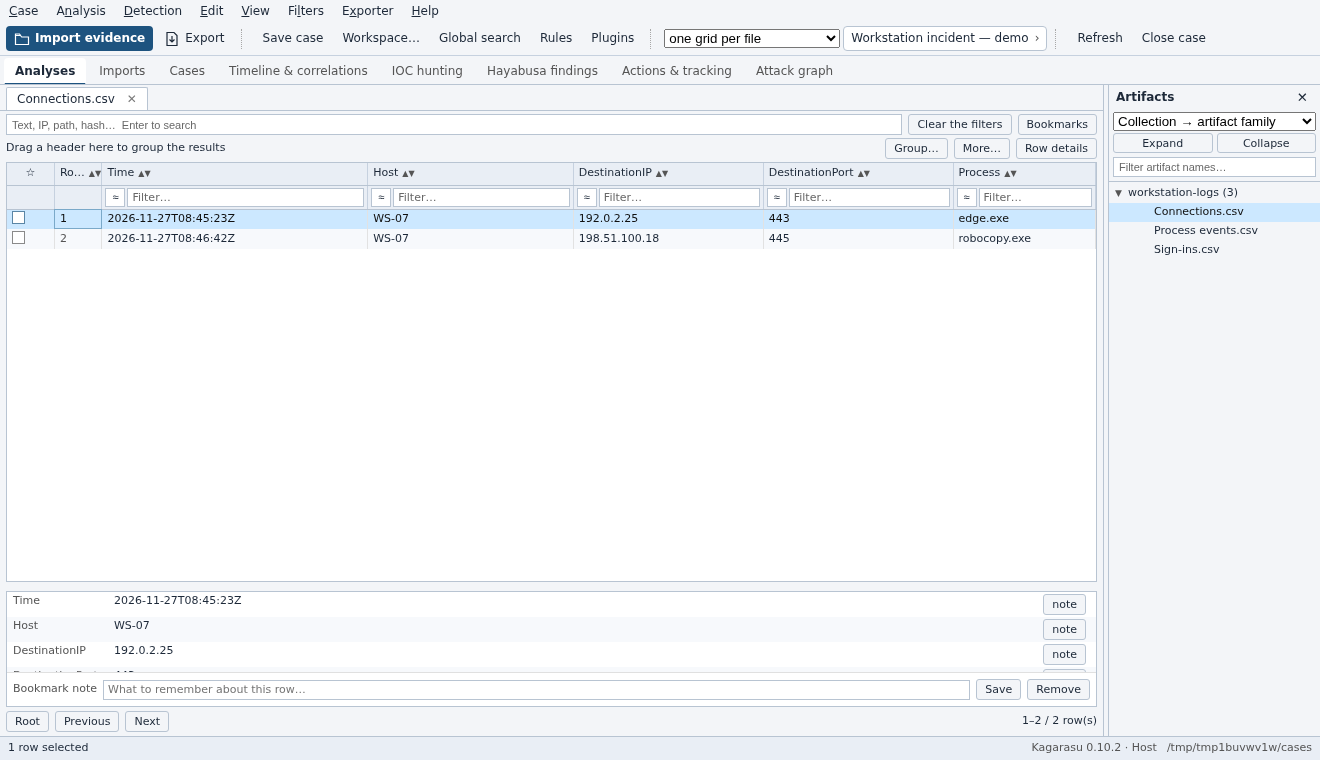 Case Analysis Detection Edit View Filters Exporter Help
Import evidence Export Save case Workspace… Global search Rules Plugins one grid per file Workstation incident — demo › Refresh Close case
Analyses Imports Cases Timeline & correlations IOC hunting Hayabusa findings Actions & tracking Attack graph
Connections.csv ✕
Text, IP, path, hash… Enter to search Clear the filters Bookmarks
Drag a header here to group the results Group… More… Row details
☆ Ro… ▲▼ Time ▲▼ Host ▲▼ DestinationIP ▲▼ DestinationPort ▲▼ Process ▲▼
≈ Filter… ≈ Filter… ≈ Filter… ≈ Filter… ≈ Filter…
1 2026-11-27T08:45:23Z WS-07 192.0.2.25 443 edge.exe
2 2026-11-27T08:46:42Z WS-07 198.51.100.18 445 robocopy.exe
Time 2026-11-27T08:45:23Z note
Host WS-07 note
DestinationIP 192.0.2.25 note
Bookmark note What to remember about this row… Save Remove
Root Previous Next 1–2 / 2 row(s)
Artifacts ✕
Collection → artifact family
Expand Collapse
Filter artifact names…
▼ workstation-logs (3)
Connections.csv
Process events.csv
Sign-ins.csv
1 row selected Kagarasu 0.10.2 · Host /tmp/tmp1buvwv1w/cases